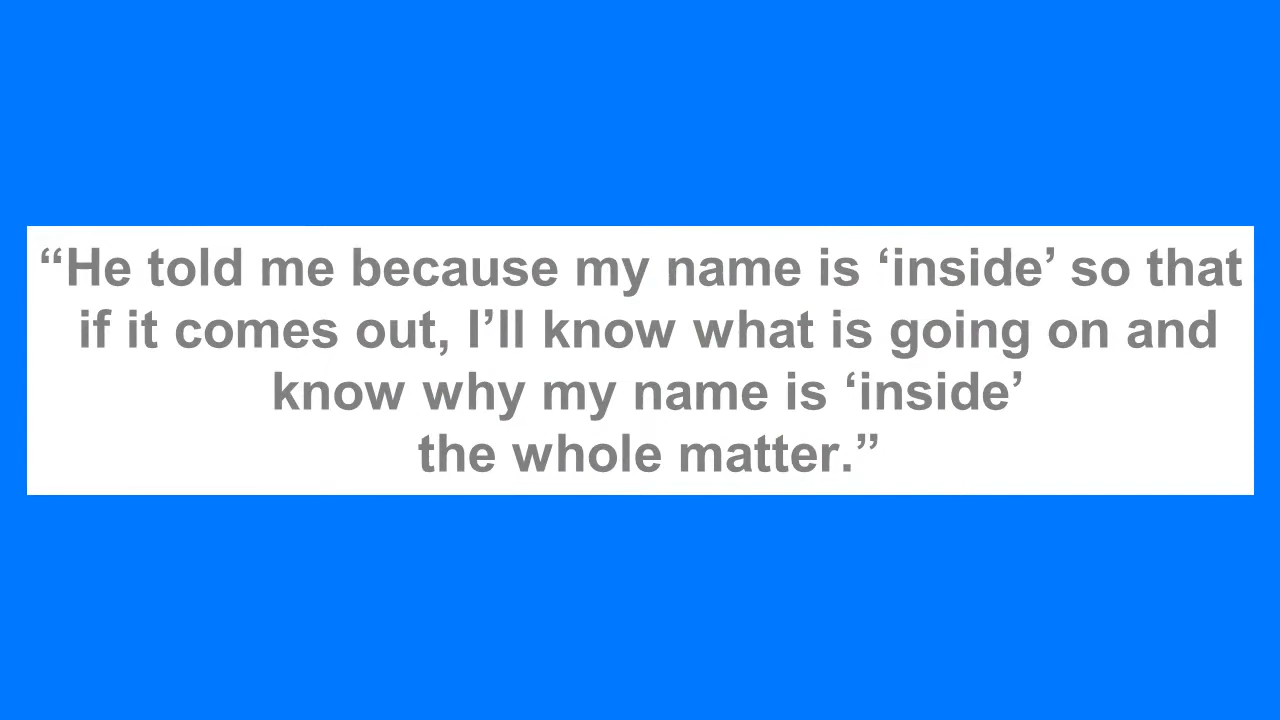 “He told me because my name is ‘inside’ so that
if it comes out, I’ll know what is going on and
know why my name is ‘inside’
the whole matter.”